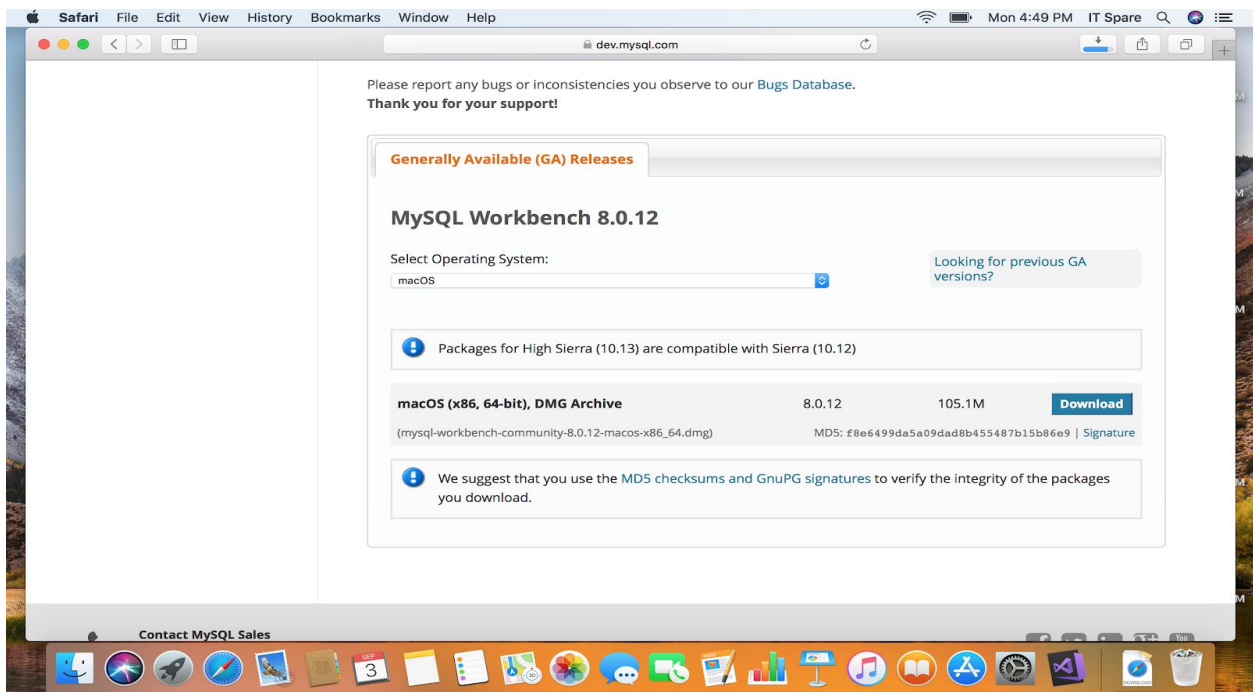 Safari File Edit View History Bookmarks Window Help Mon 4:49 PM IT Spare
dev.mysql.com
Please report any bugs or inconsistencies you observe to our Bugs Database.
Thank you for your support!
Generally Available (GA) Releases
MySQL Workbench 8.0.12
Select Operating System:
macOS
Looking for previous GA
versions?
Packages for High Sierra (10.13) are compatible with Sierra (10.12)
macOS (x86, 64-bit), DMG Archive 8.0.12 105.1M Download
(mysql-workbench-community-8.0.12-macos-x86_64.dmg) MD5: f8e6499da5a09dad8b455487b15b86e9 | Signature
We suggest that you use the MD5 checksums and GnuPG signatures to verify the integrity of the packages
you download.
Contact MySQL Sales
You
SEP
3
DOWNLOAD